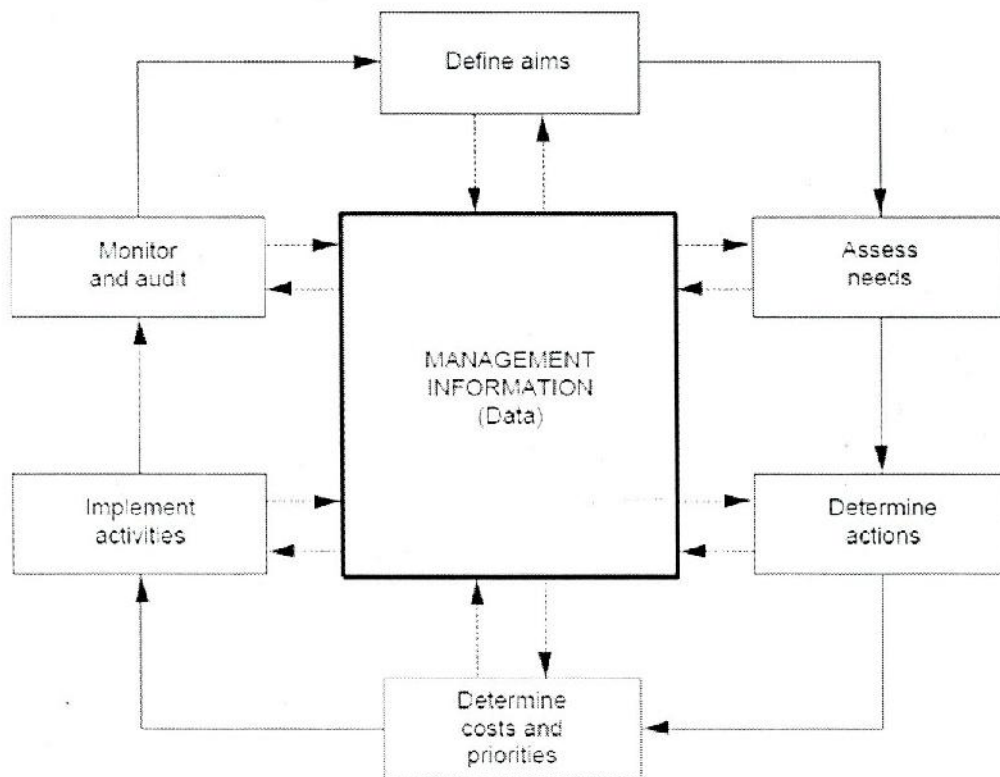 Define aims
Monitor
and audit
Assess
needs
MANAGEMENT
INFORMATION
(Data)
Implement
activities
Determine
actions
Determine
costs and
priorities